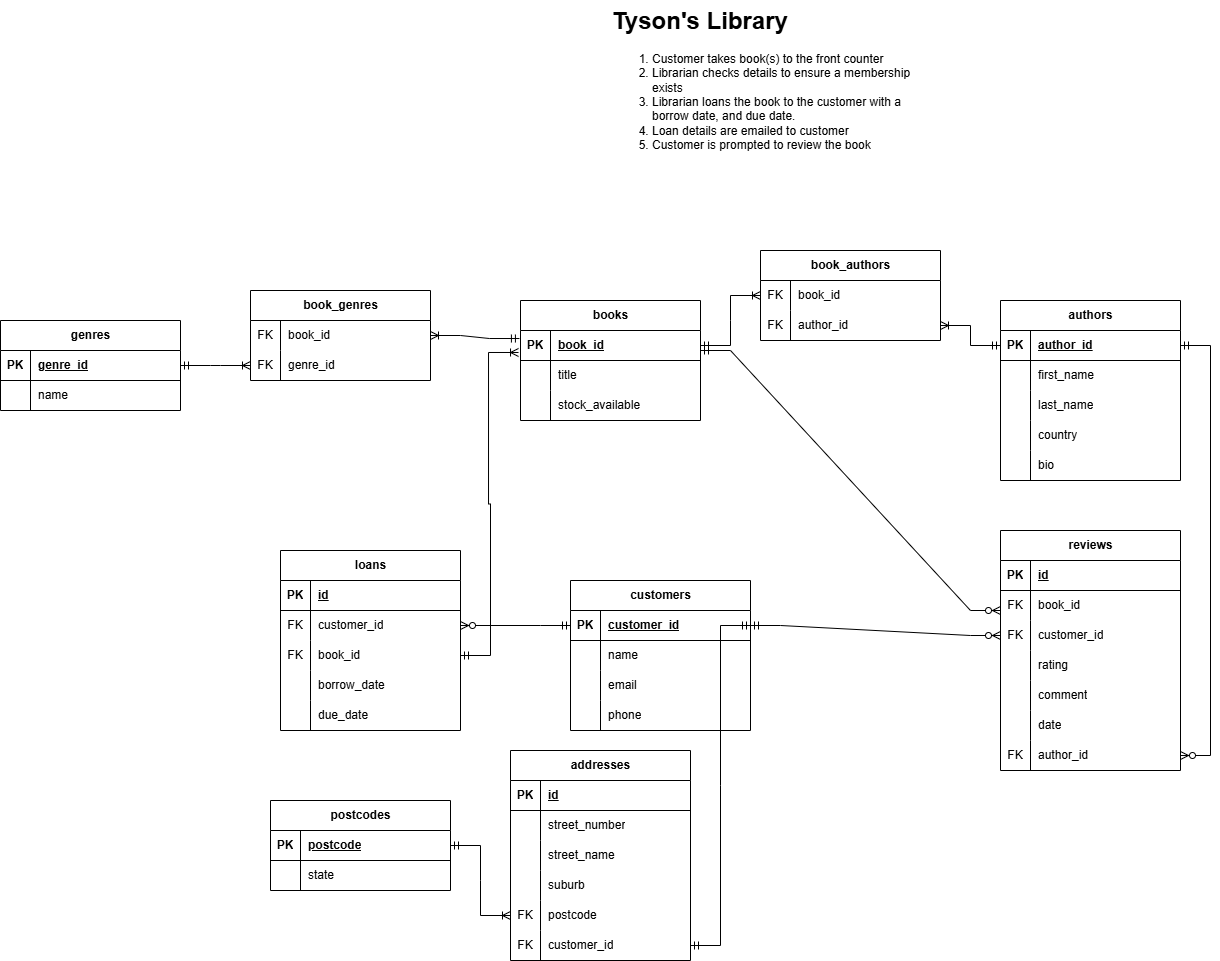 Tyson's Library
1. Customer takes book(s) to the front counter
2. Librarian checks details to ensure a membership
exists
3. Librarian loans the book to the customer with a
borrow date, and due date.
4. Loan details are emailed to customer
5. Customer is prompted to review the book
genres
PK genre_id
name
book_genres
FK book_id
FK genre_id
books
PK book_id
title
stock_available
book_authors
FK book_id
FK author_id
authors
PK author_id
first_name
last_name
country
bio
loans
PK id
FK customer_id
FK book_id
borrow_date
due_date
customers
PK customer_id
name
email
phone
reviews
PK id
FK book_id
FK customer_id
rating
comment
date
FK author_id
postcodes
PK postcode
state
addresses
PK id
street_number
street_name
suburb
FK postcode
FK customer_id